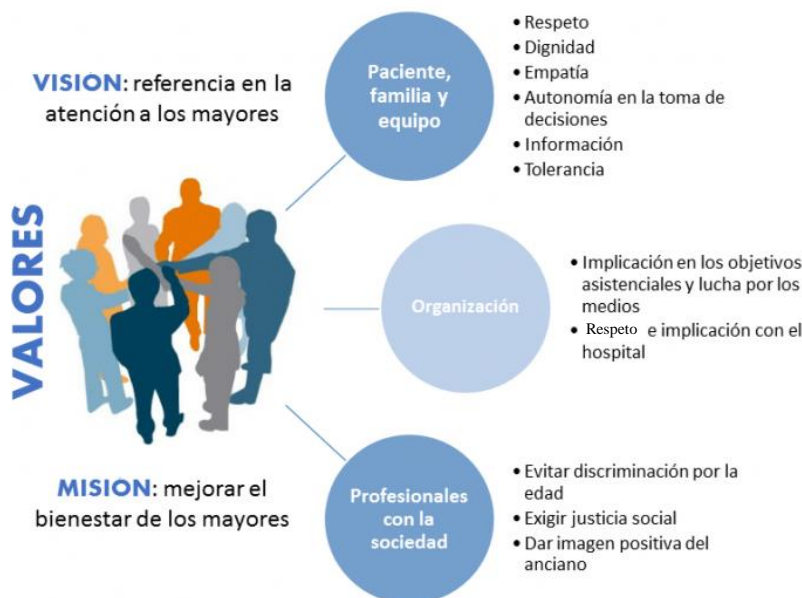 VISIÓN: referencia en la
atención a los mayores
Paciente,
familia y
equipo
• Respeto
• Dignidad
• Empatía
• Autonomía en la toma de
decisiones
• Información
• Tolerancia
VALORES
Organización
• Implicación en los objetivos
asistenciales y lucha por los
medios
• Respeto e implicación con el
hospital
MISIÓN: mejorar el
bienestar de los mayores
Profesionales
con la
sociedad
• Evitar discriminación por la
edad
• Exigir justicia social
• Dar imagen positiva del
anciano